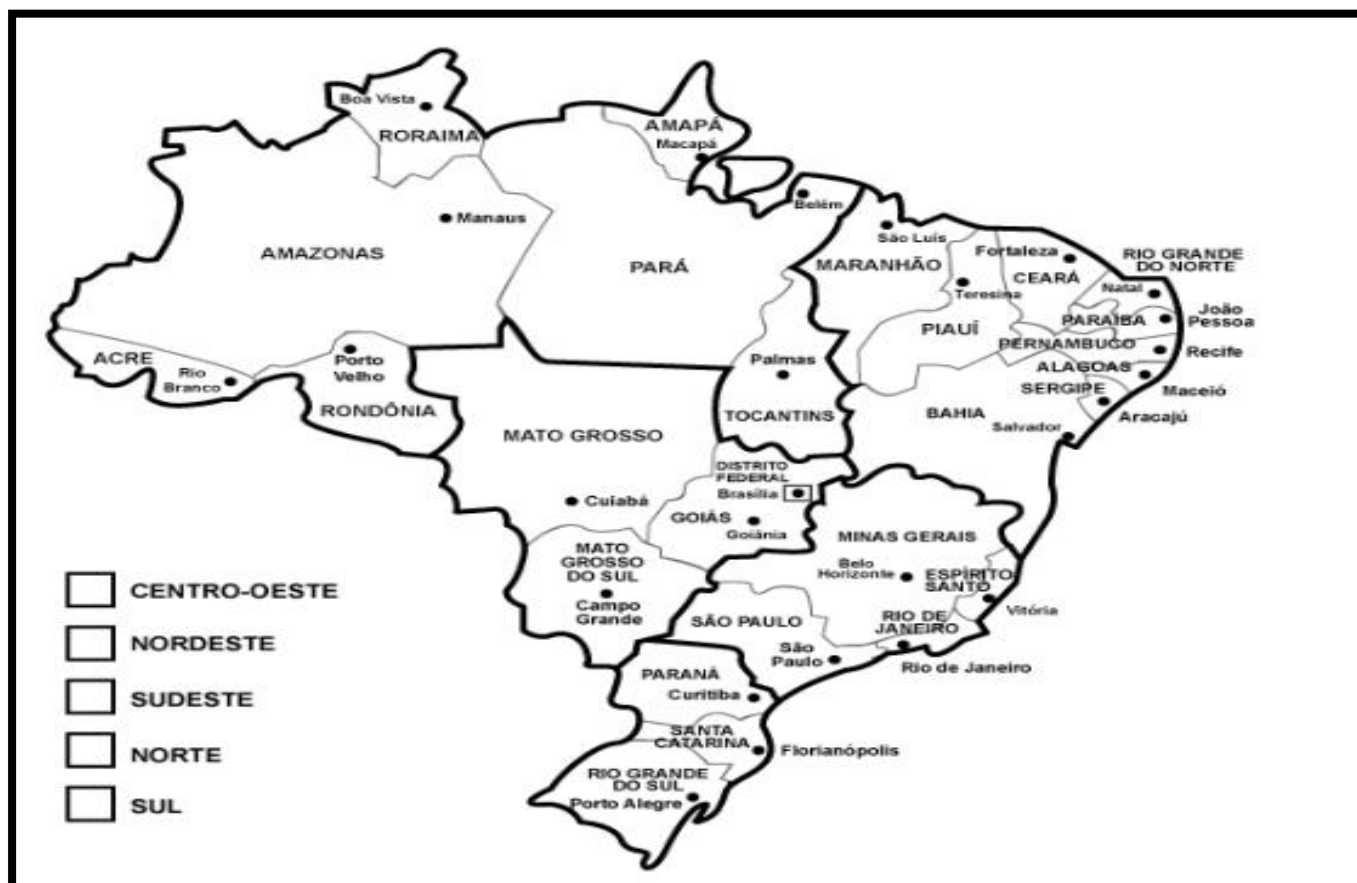 Boa Vista
RORAIMA
AMAPÁ
Macapá
Belém
Manaus
AMAZONAS
PARÁ
São Luís
MARANHÃO
Fortaleza
CEARÁ
RIO GRANDE
DO NORTE
Natal
Teresina
PIAUÍ
PARAÍBA
João
Pessoa
PERNAMBUCO
Recife
ACRE
Rio
Branco
Porto
Velho
RONDÔNIA
Palmas
TOCANTINS
ALAGOAS
Maceió
SERGIPE
Aracajú
BAHIA
Salvador
MATO GROSSO
Cuiabá
DISTRITO
FEDERAL
Brasília
GOIÁS
Goiânia
MINAS GERAIS
Belo
Horizonte
ESPÍRITO
SANTO
Vitória
MATO
GROSSO
DO SUL
Campo
Grande
SÃO PAULO
São
Paulo
RIO DE
JANEIRO
Rio de Janeiro
PARANÁ
Curitiba
SANTA
CATARINA
Florianópolis
RIO GRANDE
DO SUL
Porto Alegre
CENTRO-OESTE
NORDESTE
SUDESTE
NORTE
SUL